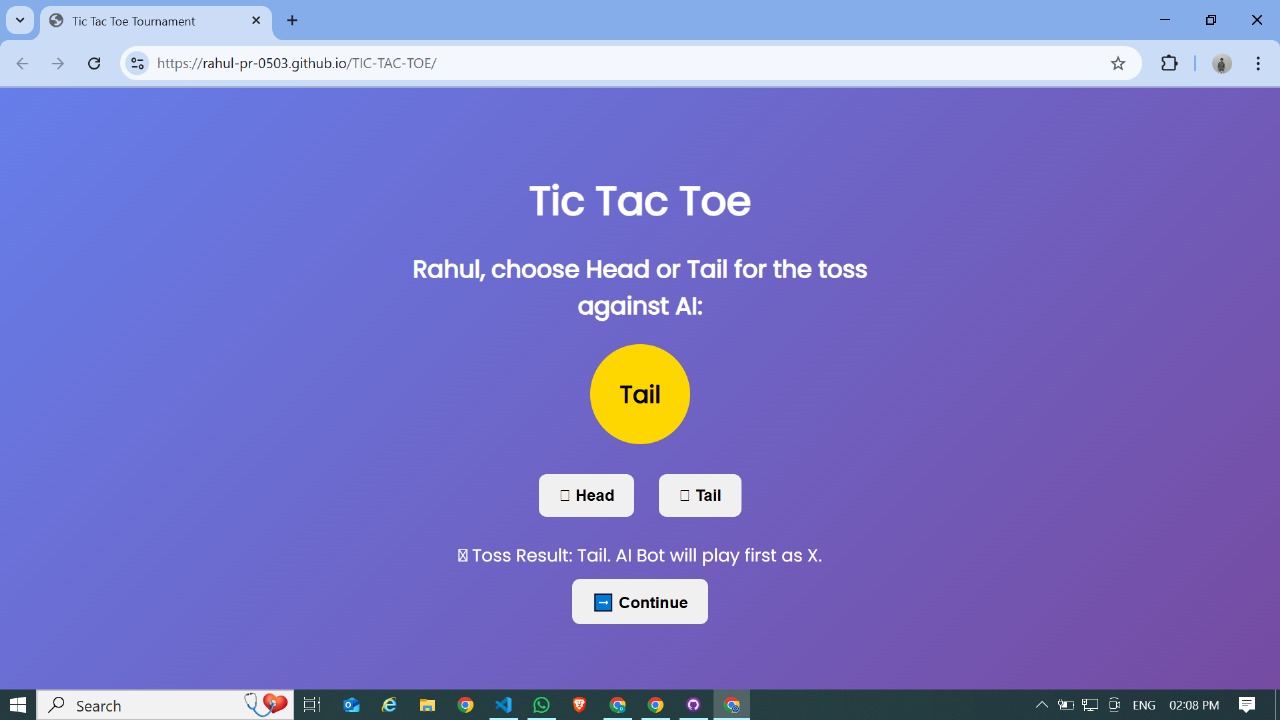 Tic Tac Toe Tournament
https://rahul-pr-0503.github.io/TIC-TAC-TOE/
Tic Tac Toe
Rahul, choose Head or Tail for the toss
against AI:
Tail
Head
Tail
Toss Result: Tail. AI Bot will play first as X.
Continue
Search
ENG
02:08 PM